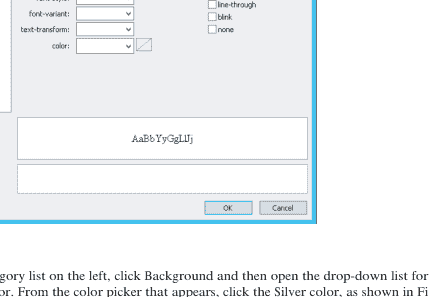 line-through
font-variant:
blink
text-transform:
none
color:
AaBbYyGgLlJj
OK Cancel
gory list on the left, click Background and then open the drop-down list for
or. From the color picker that appears, click the Silver color, as shown in Fi